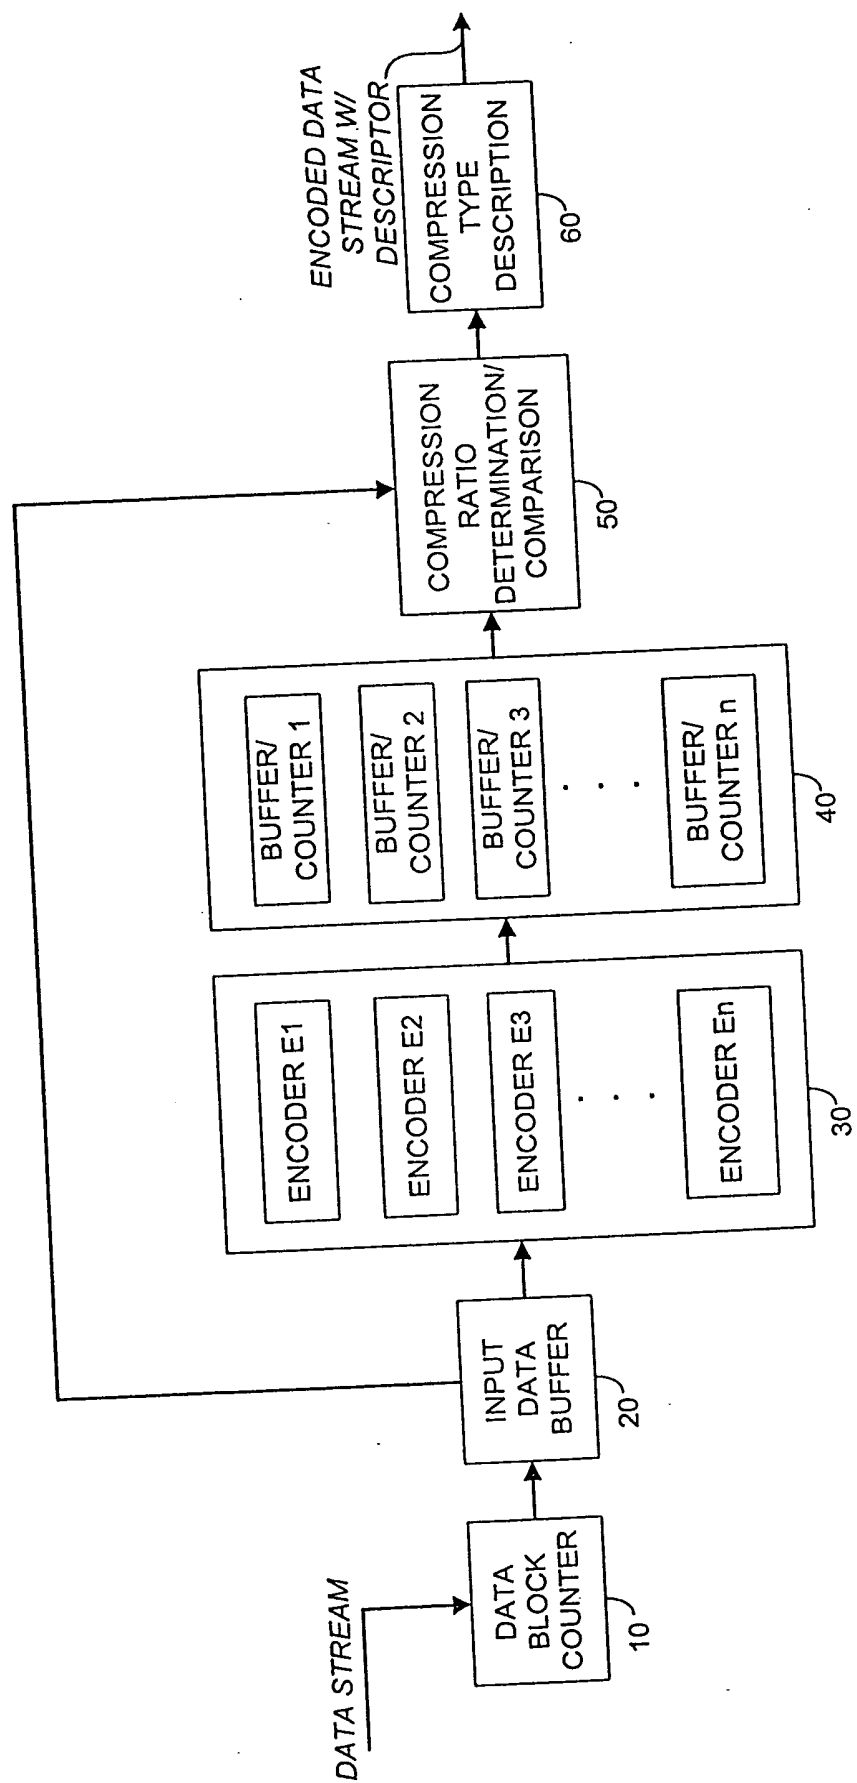 DATA STREAM
DATA
BLOCK
COUNTER
10
INPUT
DATA
BUFFER
20
ENCODER E1
ENCODER E2
ENCODER E3
. . .
ENCODER En
30
BUFFER/
COUNTER 1
BUFFER/
COUNTER 2
BUFFER/
COUNTER 3
. . .
BUFFER/
COUNTER n
40
COMPRESSION
RATIO
DETERMINATION/
COMPARISON
50
COMPRESSION
TYPE
DESCRIPTION
60
ENCODED DATA
STREAM W/
DESCRIPTOR